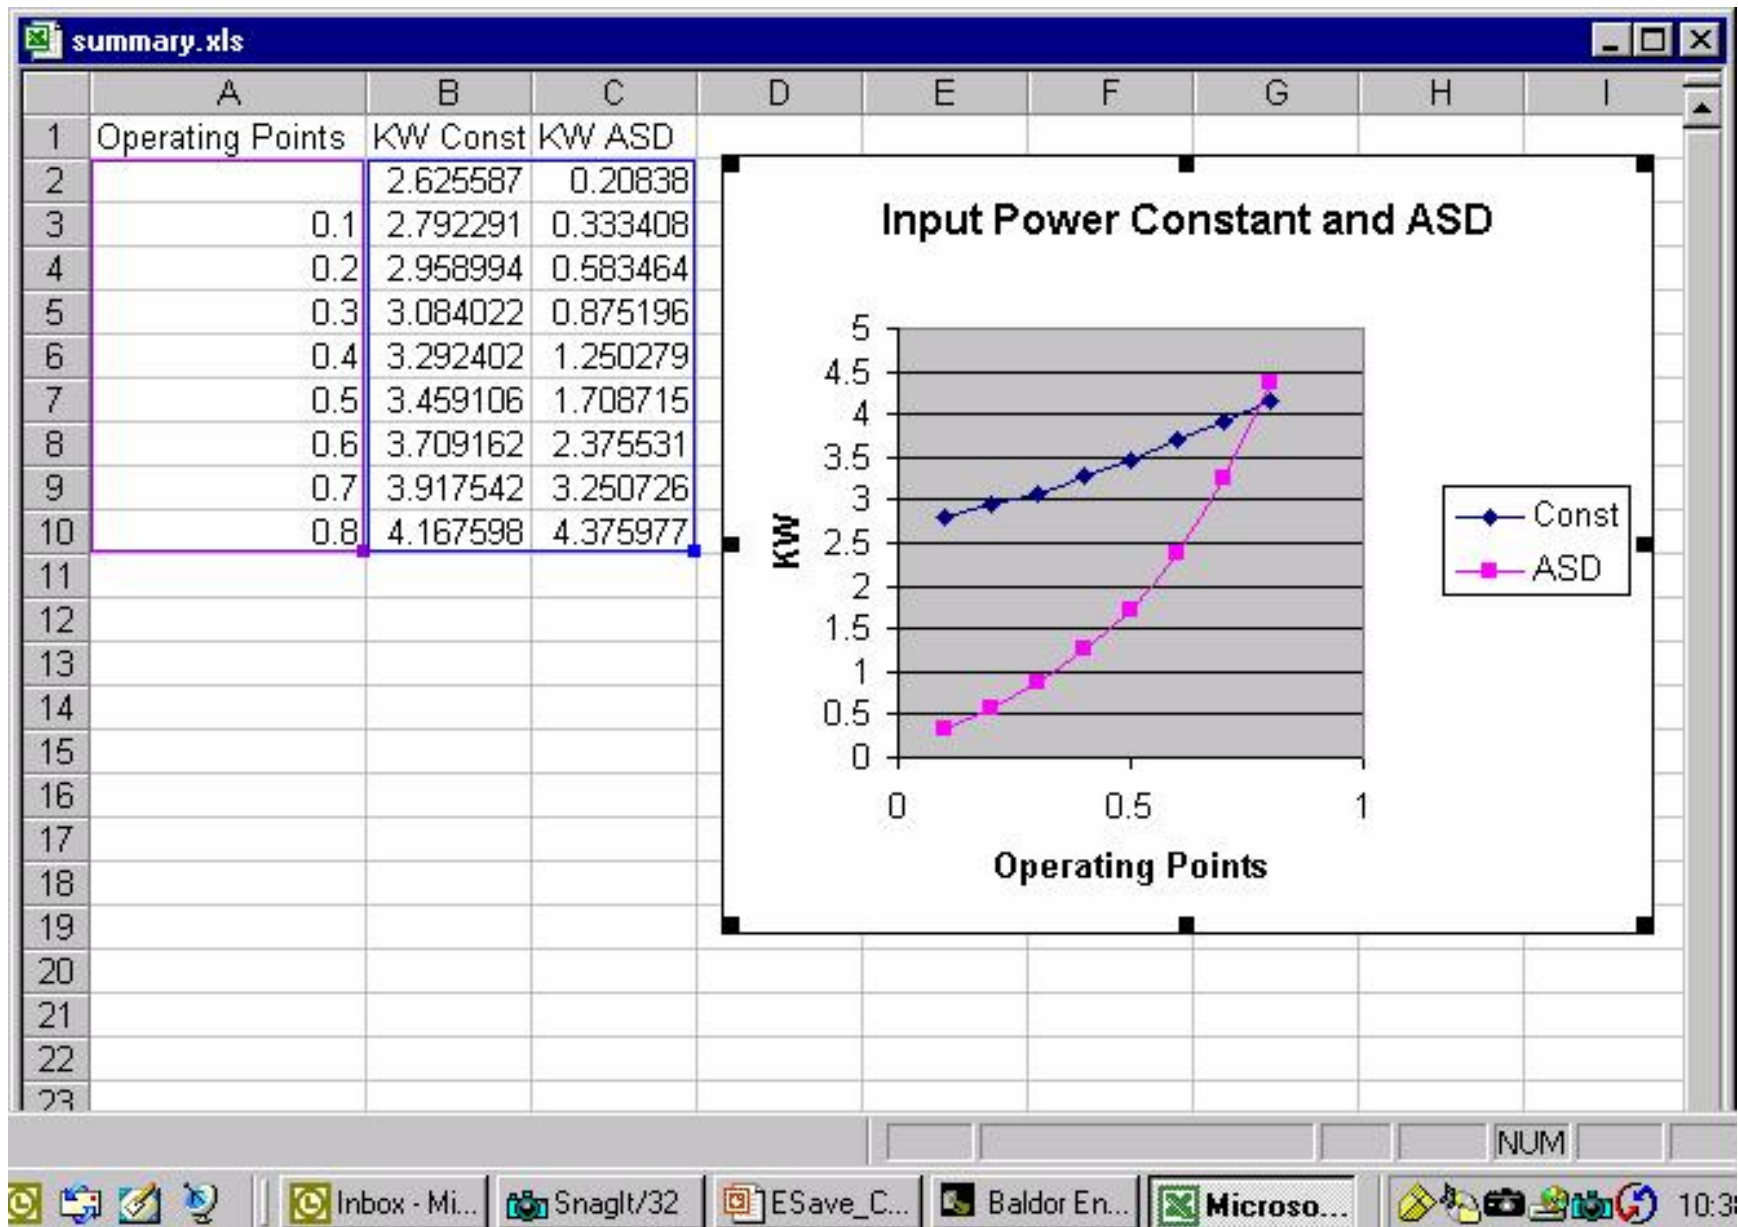 summary.xls
A B C D E F G H I
1 Operating Points KW Const KW ASD
2 2.625587 0.20838
3 0.1 2.792291 0.333408
4 0.2 2.958994 0.583464
5 0.3 3.084022 0.875196
6 0.4 3.292402 1.250279
7 0.5 3.459106 1.708715
8 0.6 3.709162 2.375531
9 0.7 3.917542 3.250726
10 0.8 4.167598 4.375977
11
12
13
14
15
16
17
18
19
20
21
22
23
Input Power Constant and ASD
5
4.5
4
3.5
3
2.5
2
1.5
1
0.5
0
KW
0 0.5 1
Operating Points
Const
ASD
NUM
Inbox - Mi... SnagIt/32 ESave_C... Baldor En... Microso...